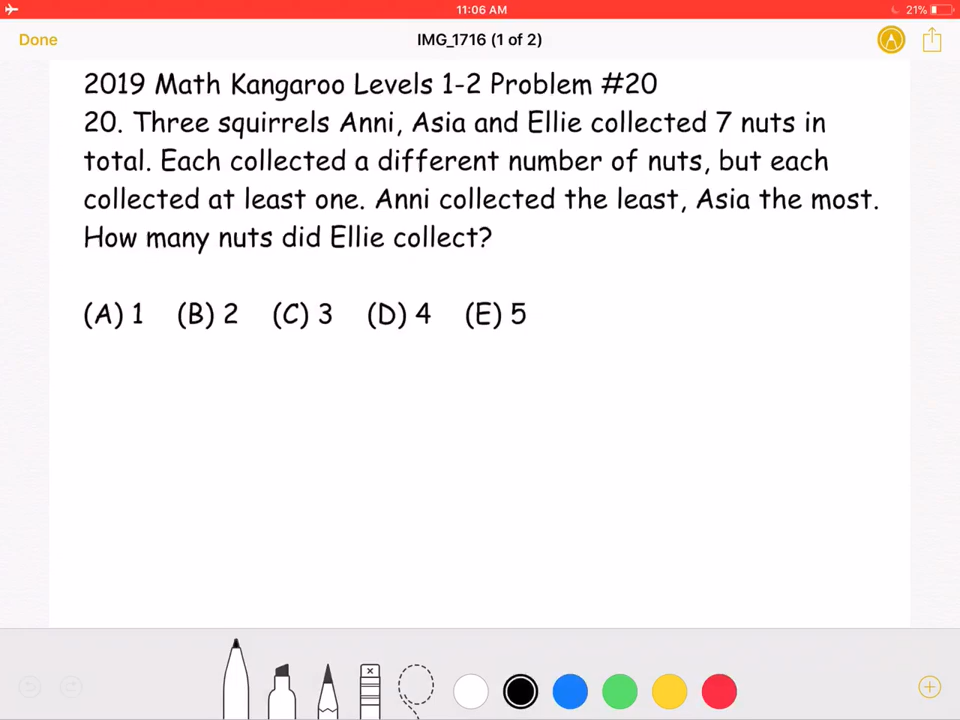 11:06 AM
21%
Done
IMG_1716 (1 of 2)
2019 Math Kangaroo Levels 1-2 Problem #20
20. Three squirrels Anni, Asia and Ellie collected 7 nuts in
total. Each collected a different number of nuts, but each
collected at least one. Anni collected the least, Asia the most.
How many nuts did Ellie collect?
(A) 1 (B) 2 (C) 3 (D) 4 (E) 5